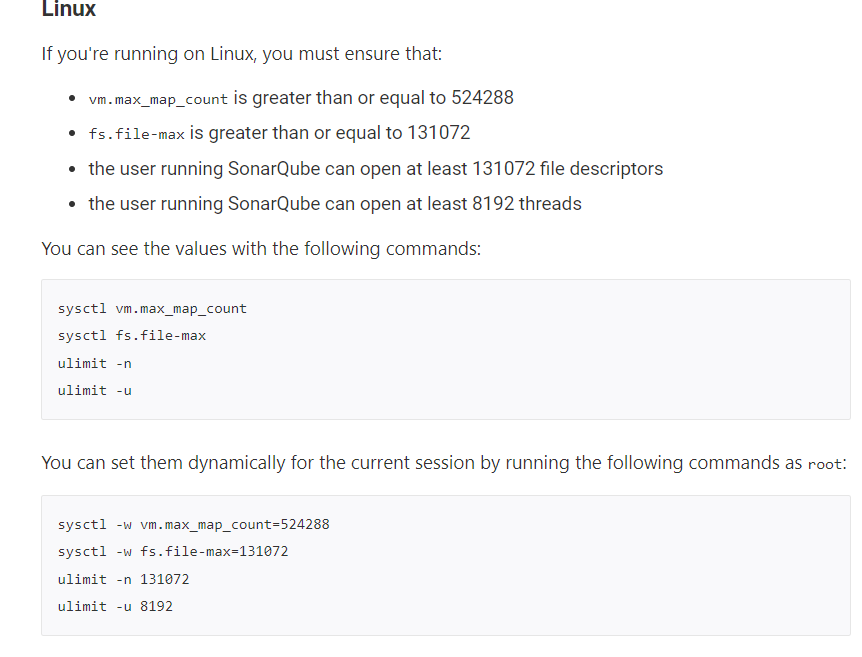 Linux
If you're running on Linux, you must ensure that:
• vm.max_map_count is greater than or equal to 524288
• fs.file-max is greater than or equal to 131072
• the user running SonarQube can open at least 131072 file descriptors
• the user running SonarQube can open at least 8192 threads
You can see the values with the following commands:
sysctl vm.max_map_count
sysctl fs.file-max
ulimit -n
ulimit -u
You can set them dynamically for the current session by running the following commands as root:
sysctl -w vm.max_map_count=524288
sysctl -w fs.file-max=131072
ulimit -n 131072
ulimit -u 8192